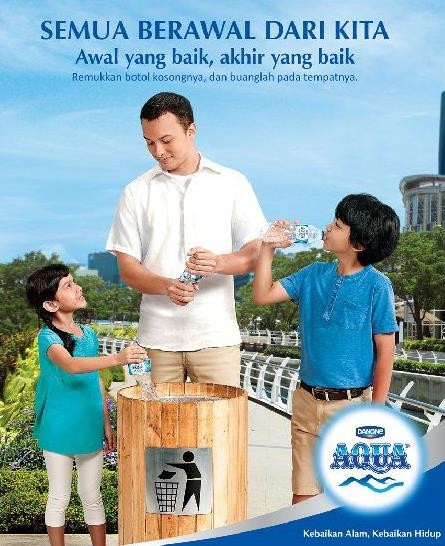 SEMUA BERAWAL DARI KITA
Awal yang baik, akhir yang baik
Remukkan botol kosongnya, dan buanglah pada tempatnya.
DANONE
AQUA
Kebaikan Alam, Kebaikan Hidup